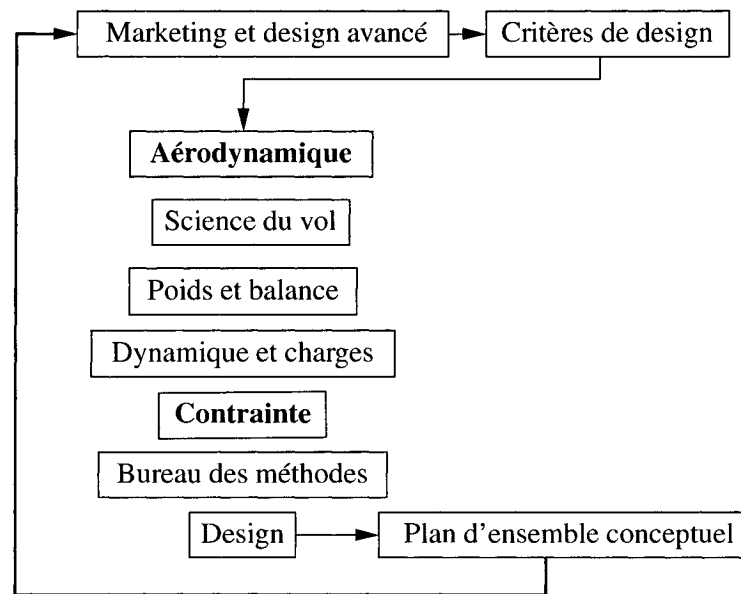 Marketing et design avancé
Critères de design
Aérodynamique
Science du vol
Poids et balance
Dynamique et charges
Contrainte
Bureau des méthodes
Design
Plan d'ensemble conceptuel